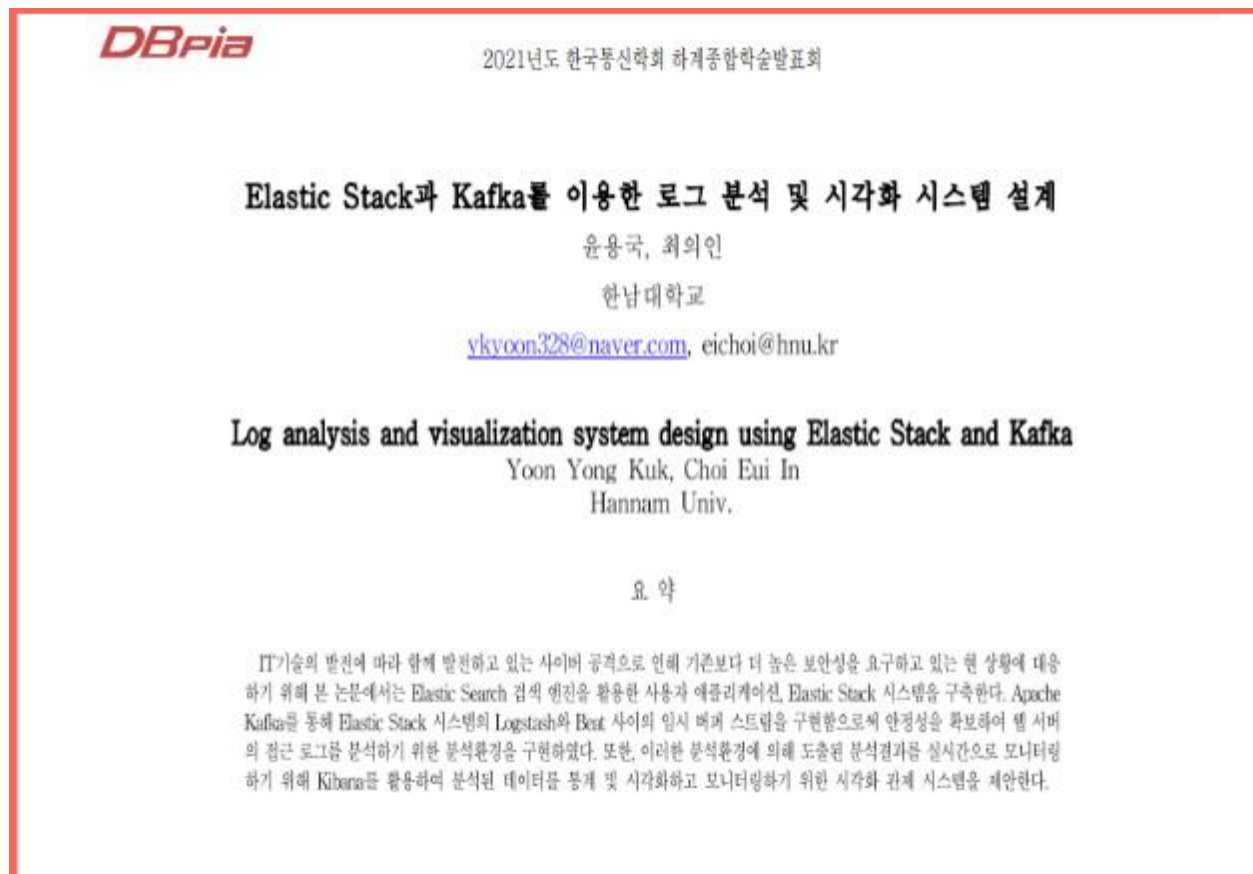 DBpia
2021년도 한국통신학회 하계종합학술발표회
Elastic Stack과 Kafka를 이용한 로그 분석 및 시각화 시스템 설계
윤용국, 최의인
한남대학교
ykyoon328@naver.com, eichoi@hnu.kr
Log analysis and visualization system design using Elastic Stack and Kafka
Yoon Yong Kuk, Choi Eui In
Hannam Univ.
요 약
IT기술의 발전에 따라 함께 발전하고 있는 사이버 공격으로 인해 기존보다 더 높은 보안성을 요구하고 있는 현 상황에 대응
하기 위해 본 논문에서는 Elastic Search 검색 엔진을 활용한 사용자 애플리케이션, Elastic Stack 시스템을 구축한다. Apache
Kafka를 통해 Elastic Stack 시스템의 Logstash와 Beat 사이의 임시 버퍼 스트림을 구현함으로써 안정성을 확보하여 웹 서버
의 접근 로그를 분석하기 위한 분석환경을 구현하였다. 또한, 이러한 분석환경에 의해 도출된 분석결과를 실시간으로 모니터링
하기 위해 Kibana를 활용하여 분석된 데이터를 통계 및 시각화하고 모니터링하기 위한 시각화 관제 시스템을 제안한다.